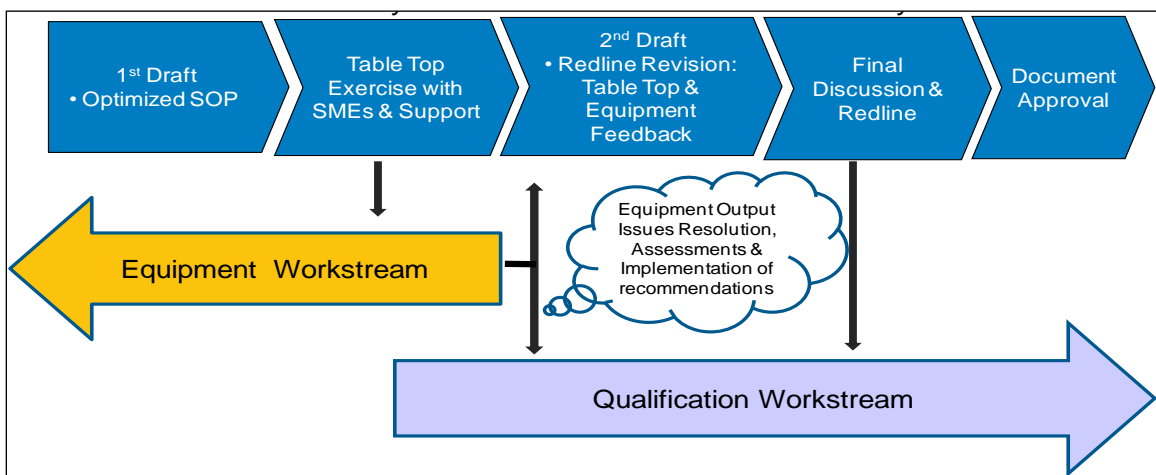 1st Draft
• Optimized SOP
Table Top
Exercise with
SMEs & Support
2nd Draft
• Redline Revision:
Table Top &
Equipment
Feedback
Final
Discussion &
Redline
Document
Approval
Equipment Output
Issues Resolution,
Assessments &
Implementation of
recommendations
Equipment Workstream
Qualification Workstream